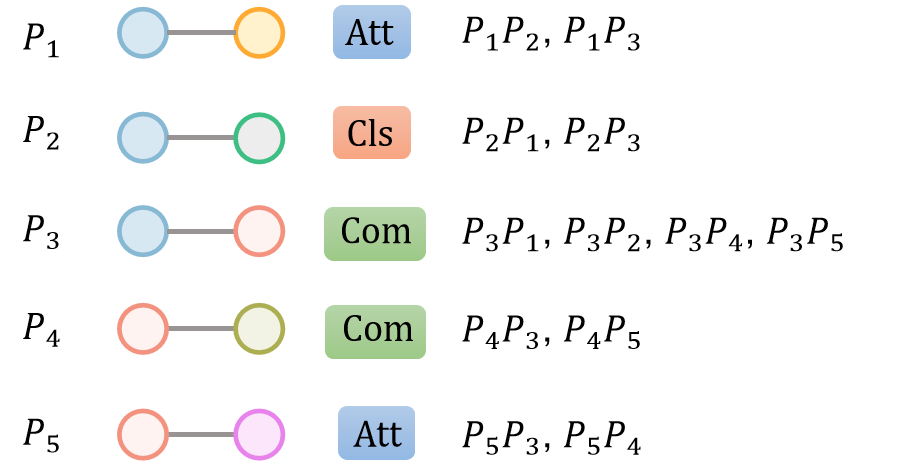 P₁ Att P₁P₂, P₁P₃
P₂ Cls P₂P₁, P₂P₃
P₃ Com P₃P₁, P₃P₂, P₃P₄, P₃P₅
P₄ Com P₄P₃, P₄P₅
P₅ Att P₅P₃, P₅P₄